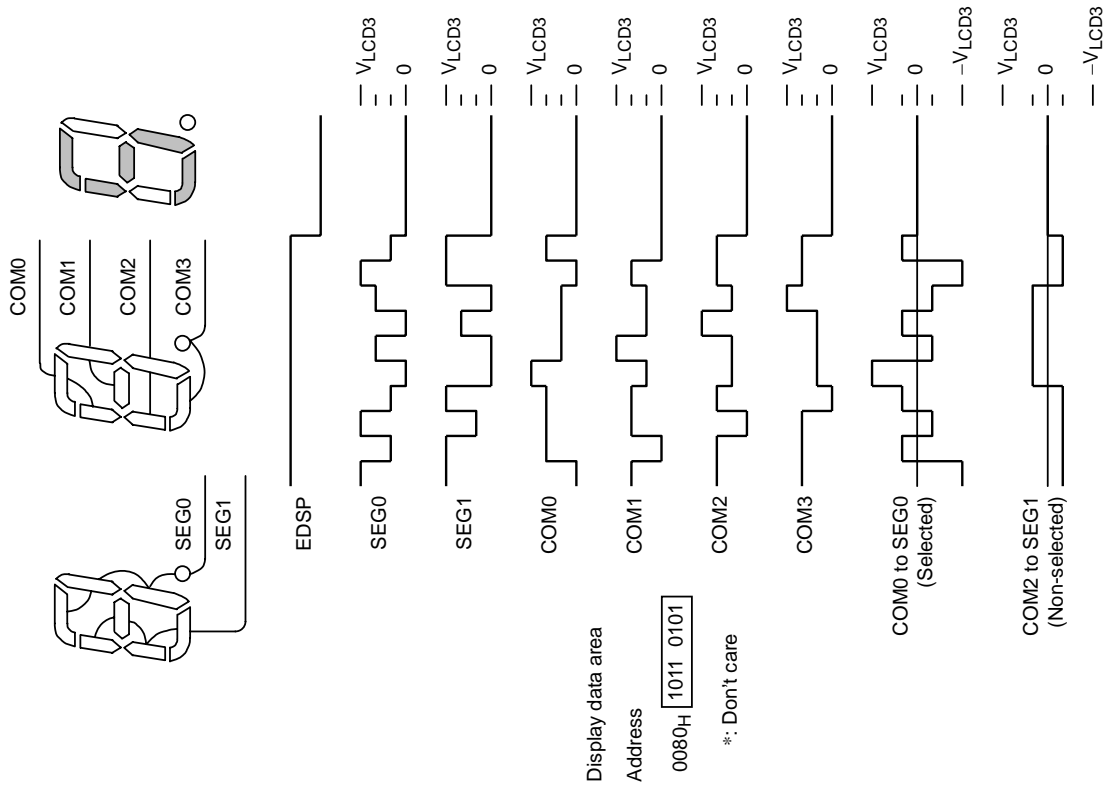 COM0
COM1
COM2
COM3
SEG0
SEG1
EDSP
SEG0
VLCD3
0
SEG1
VLCD3
0
COM0
VLCD3
0
COM1
VLCD3
0
COM2
VLCD3
0
COM3
VLCD3
0
COM0 to SEG0
(Selected)
VLCD3
0
−VLCD3
COM2 to SEG1
(Non-selected)
VLCD3
0
−VLCD3
Display data area
Address
0080H 1011 0101
*: Don't care